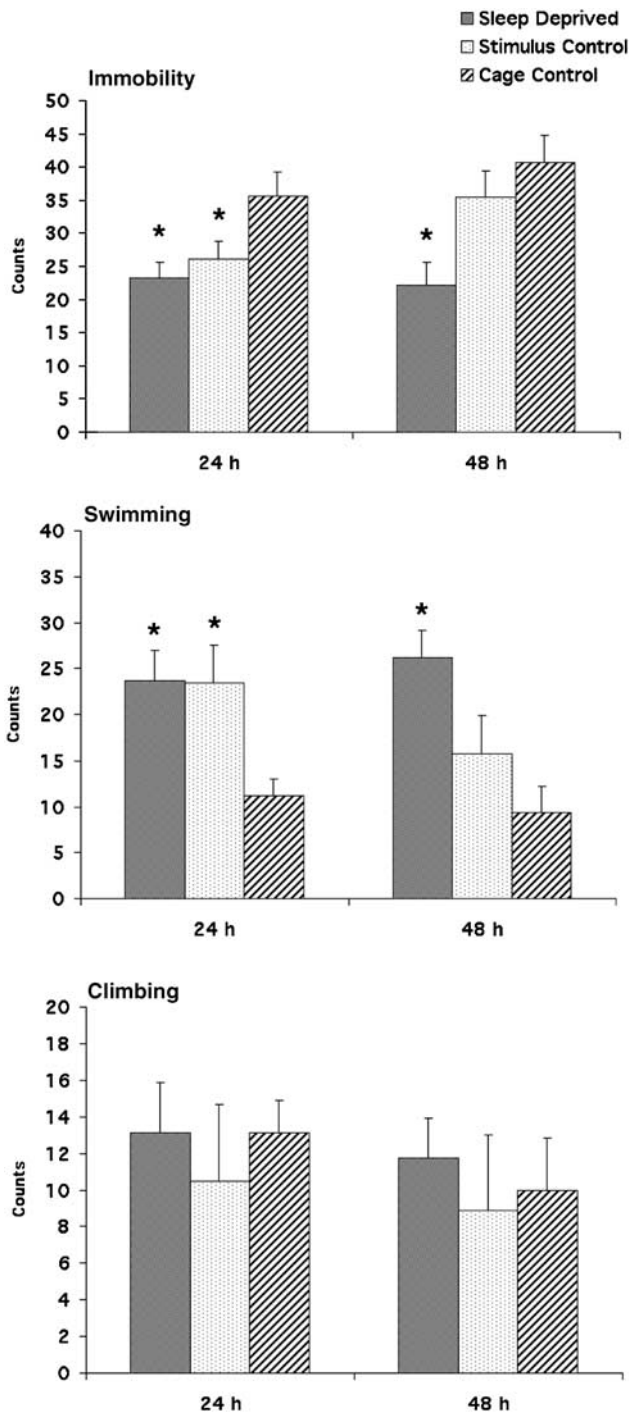 Sleep Deprived
Stimulus Control
Cage Control
Immobility
50
45
40
35
30
25
20
15
10
5
0
Counts
* * *
24 h 48 h
Swimming
40
35
30
25
20
15
10
5
0
Counts
* * *
24 h 48 h
Climbing
20
18
16
14
12
10
8
6
4
2
0
Counts
24 h 48 h